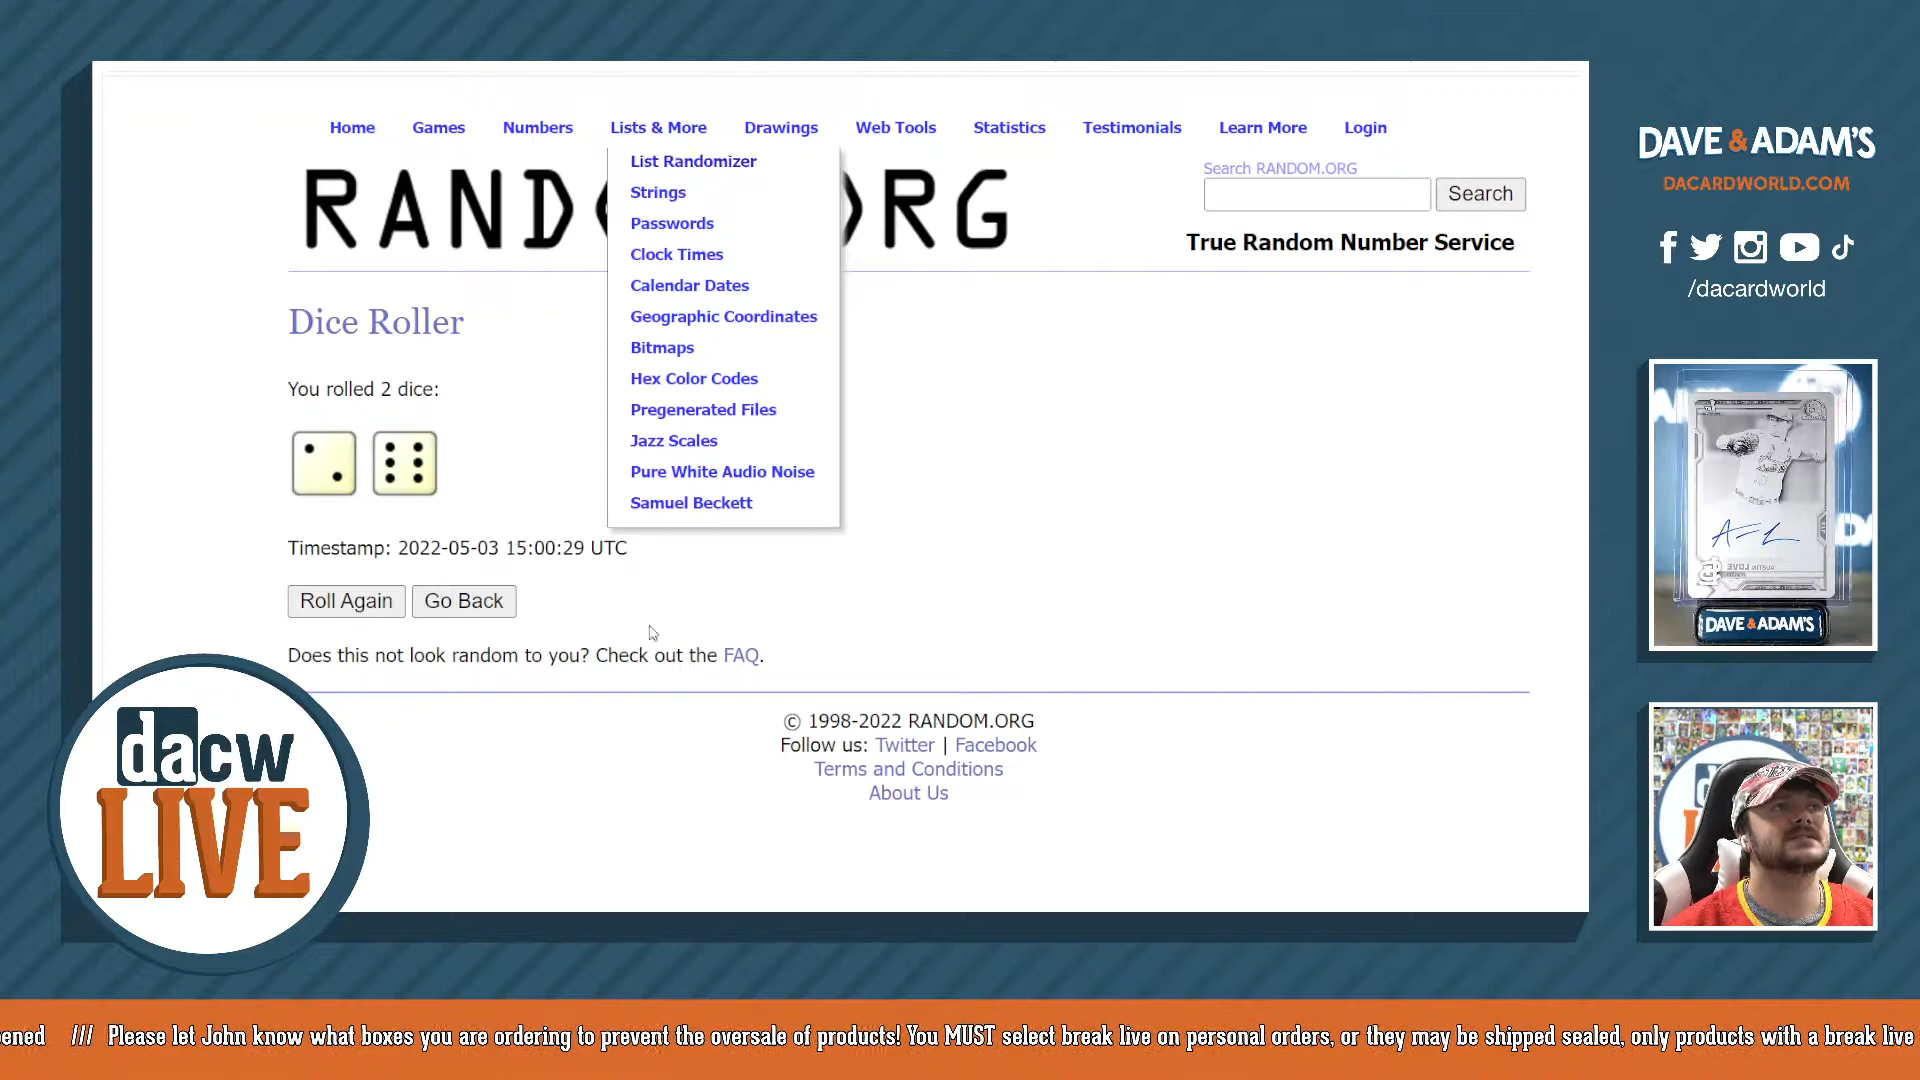 Home Games Numbers Lists & More Drawings Web Tools Statistics Testimonials Learn More Login
List Randomizer
Strings
Passwords
Clock Times
Calendar Dates
Geographic Coordinates
Bitmaps
Hex Color Codes
Pregenerated Files
Jazz Scales
Pure White Audio Noise
Samuel Beckett
RAND RG
Search RANDOM.ORG
Search
True Random Number Service
Dice Roller
You rolled 2 dice:
Timestamp: 2022-05-03 15:00:29 UTC
Roll Again Go Back
Does this not look random to you? Check out the FAQ.
© 1998-2022 RANDOM.ORG
Follow us: Twitter | Facebook
Terms and Conditions
About Us
DAVE & ADAM'S
DACARDWORLD.COM
/dacardworld
DAVE & ADAM'S
dacw
LIVE
ened /// Please let John know what boxes you are ordering to prevent the oversale of products! You MUST select break live on personal orders, or they may be shipped sealed, only products with a break live